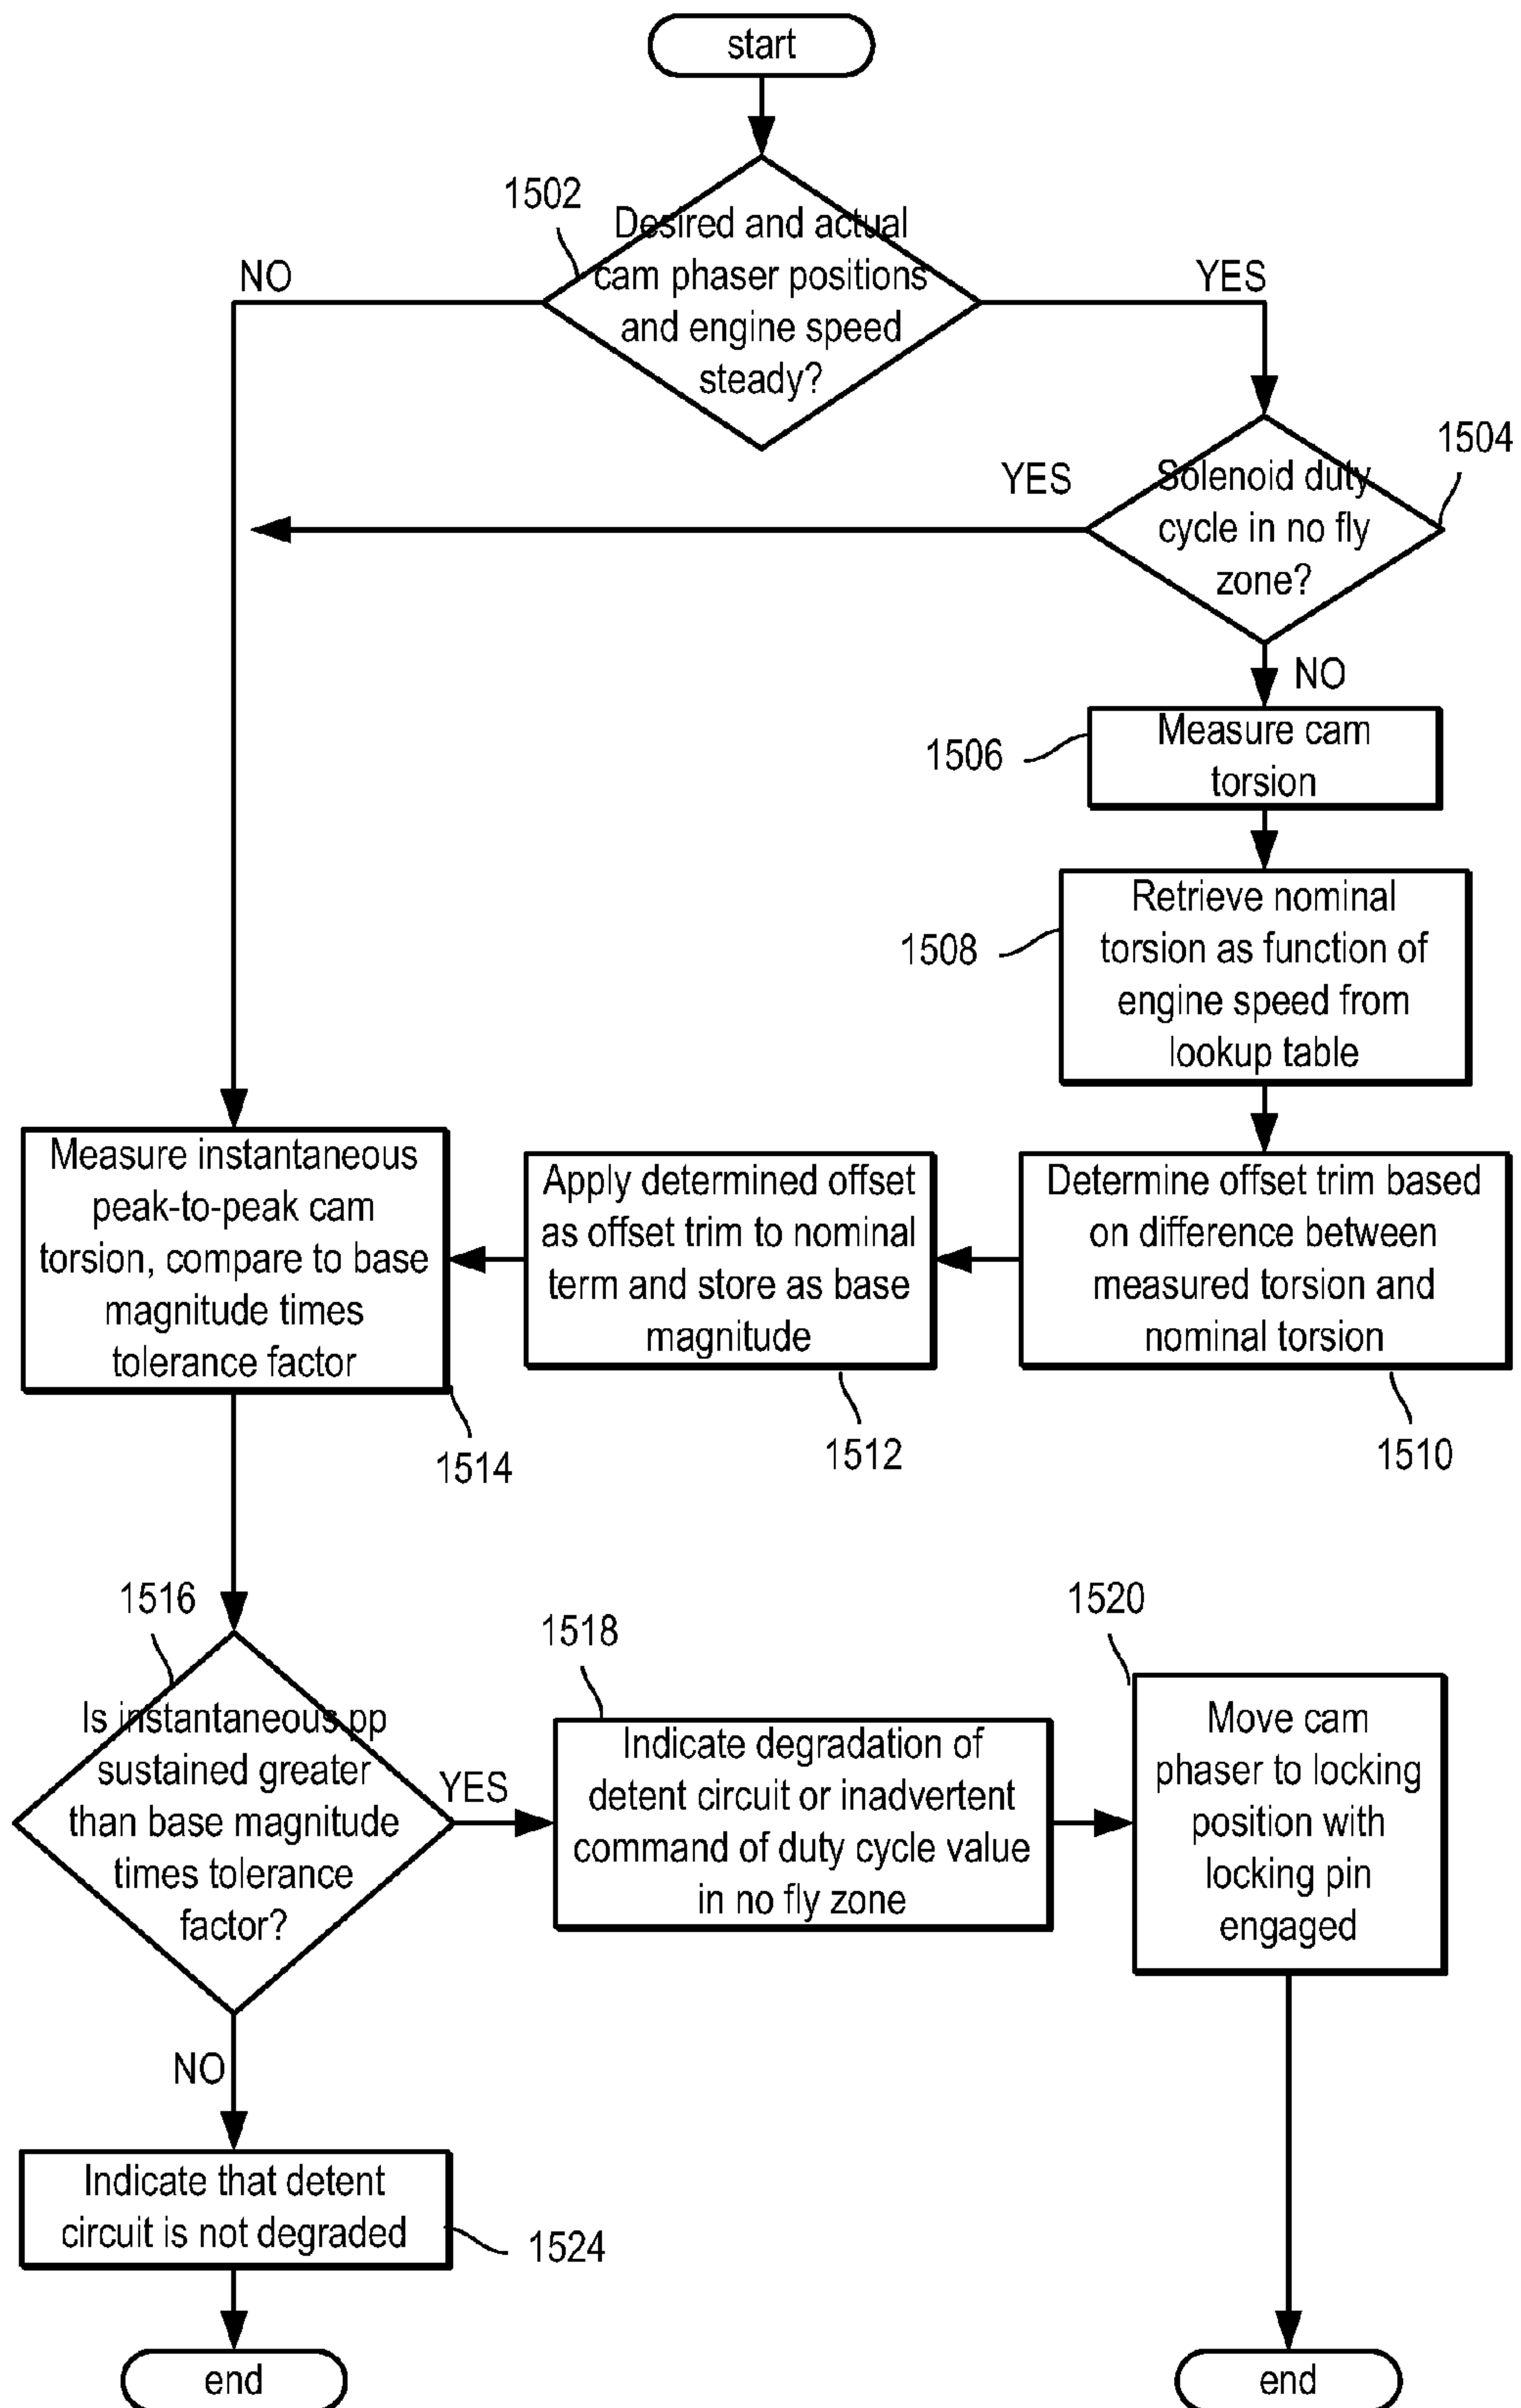 start
1502
Desired and actual
cam phaser positions
and engine speed
steady?
NO
YES
1504
Solenoid duty
cycle in no fly
zone?
YES
NO
1506
Measure cam
torsion
1508
Retrieve nominal
torsion as function of
engine speed from
lookup table
Measure instantaneous
peak-to-peak cam
torsion, compare to base
magnitude times
tolerance factor
Apply determined offset
as offset trim to nominal
term and store as base
magnitude
Determine offset trim based
on difference between
measured torsion and
nominal torsion
1514
1512
1510
1516
Is instantaneous pp
sustained greater
than base magnitude
times tolerance
factor?
YES
1518
Indicate degradation of
detent circuit or inadvertent
command of duty cycle value
in no fly zone
1520
Move cam
phaser to locking
position with
locking pin
engaged
NO
Indicate that detent
circuit is not degraded
1524
end
end